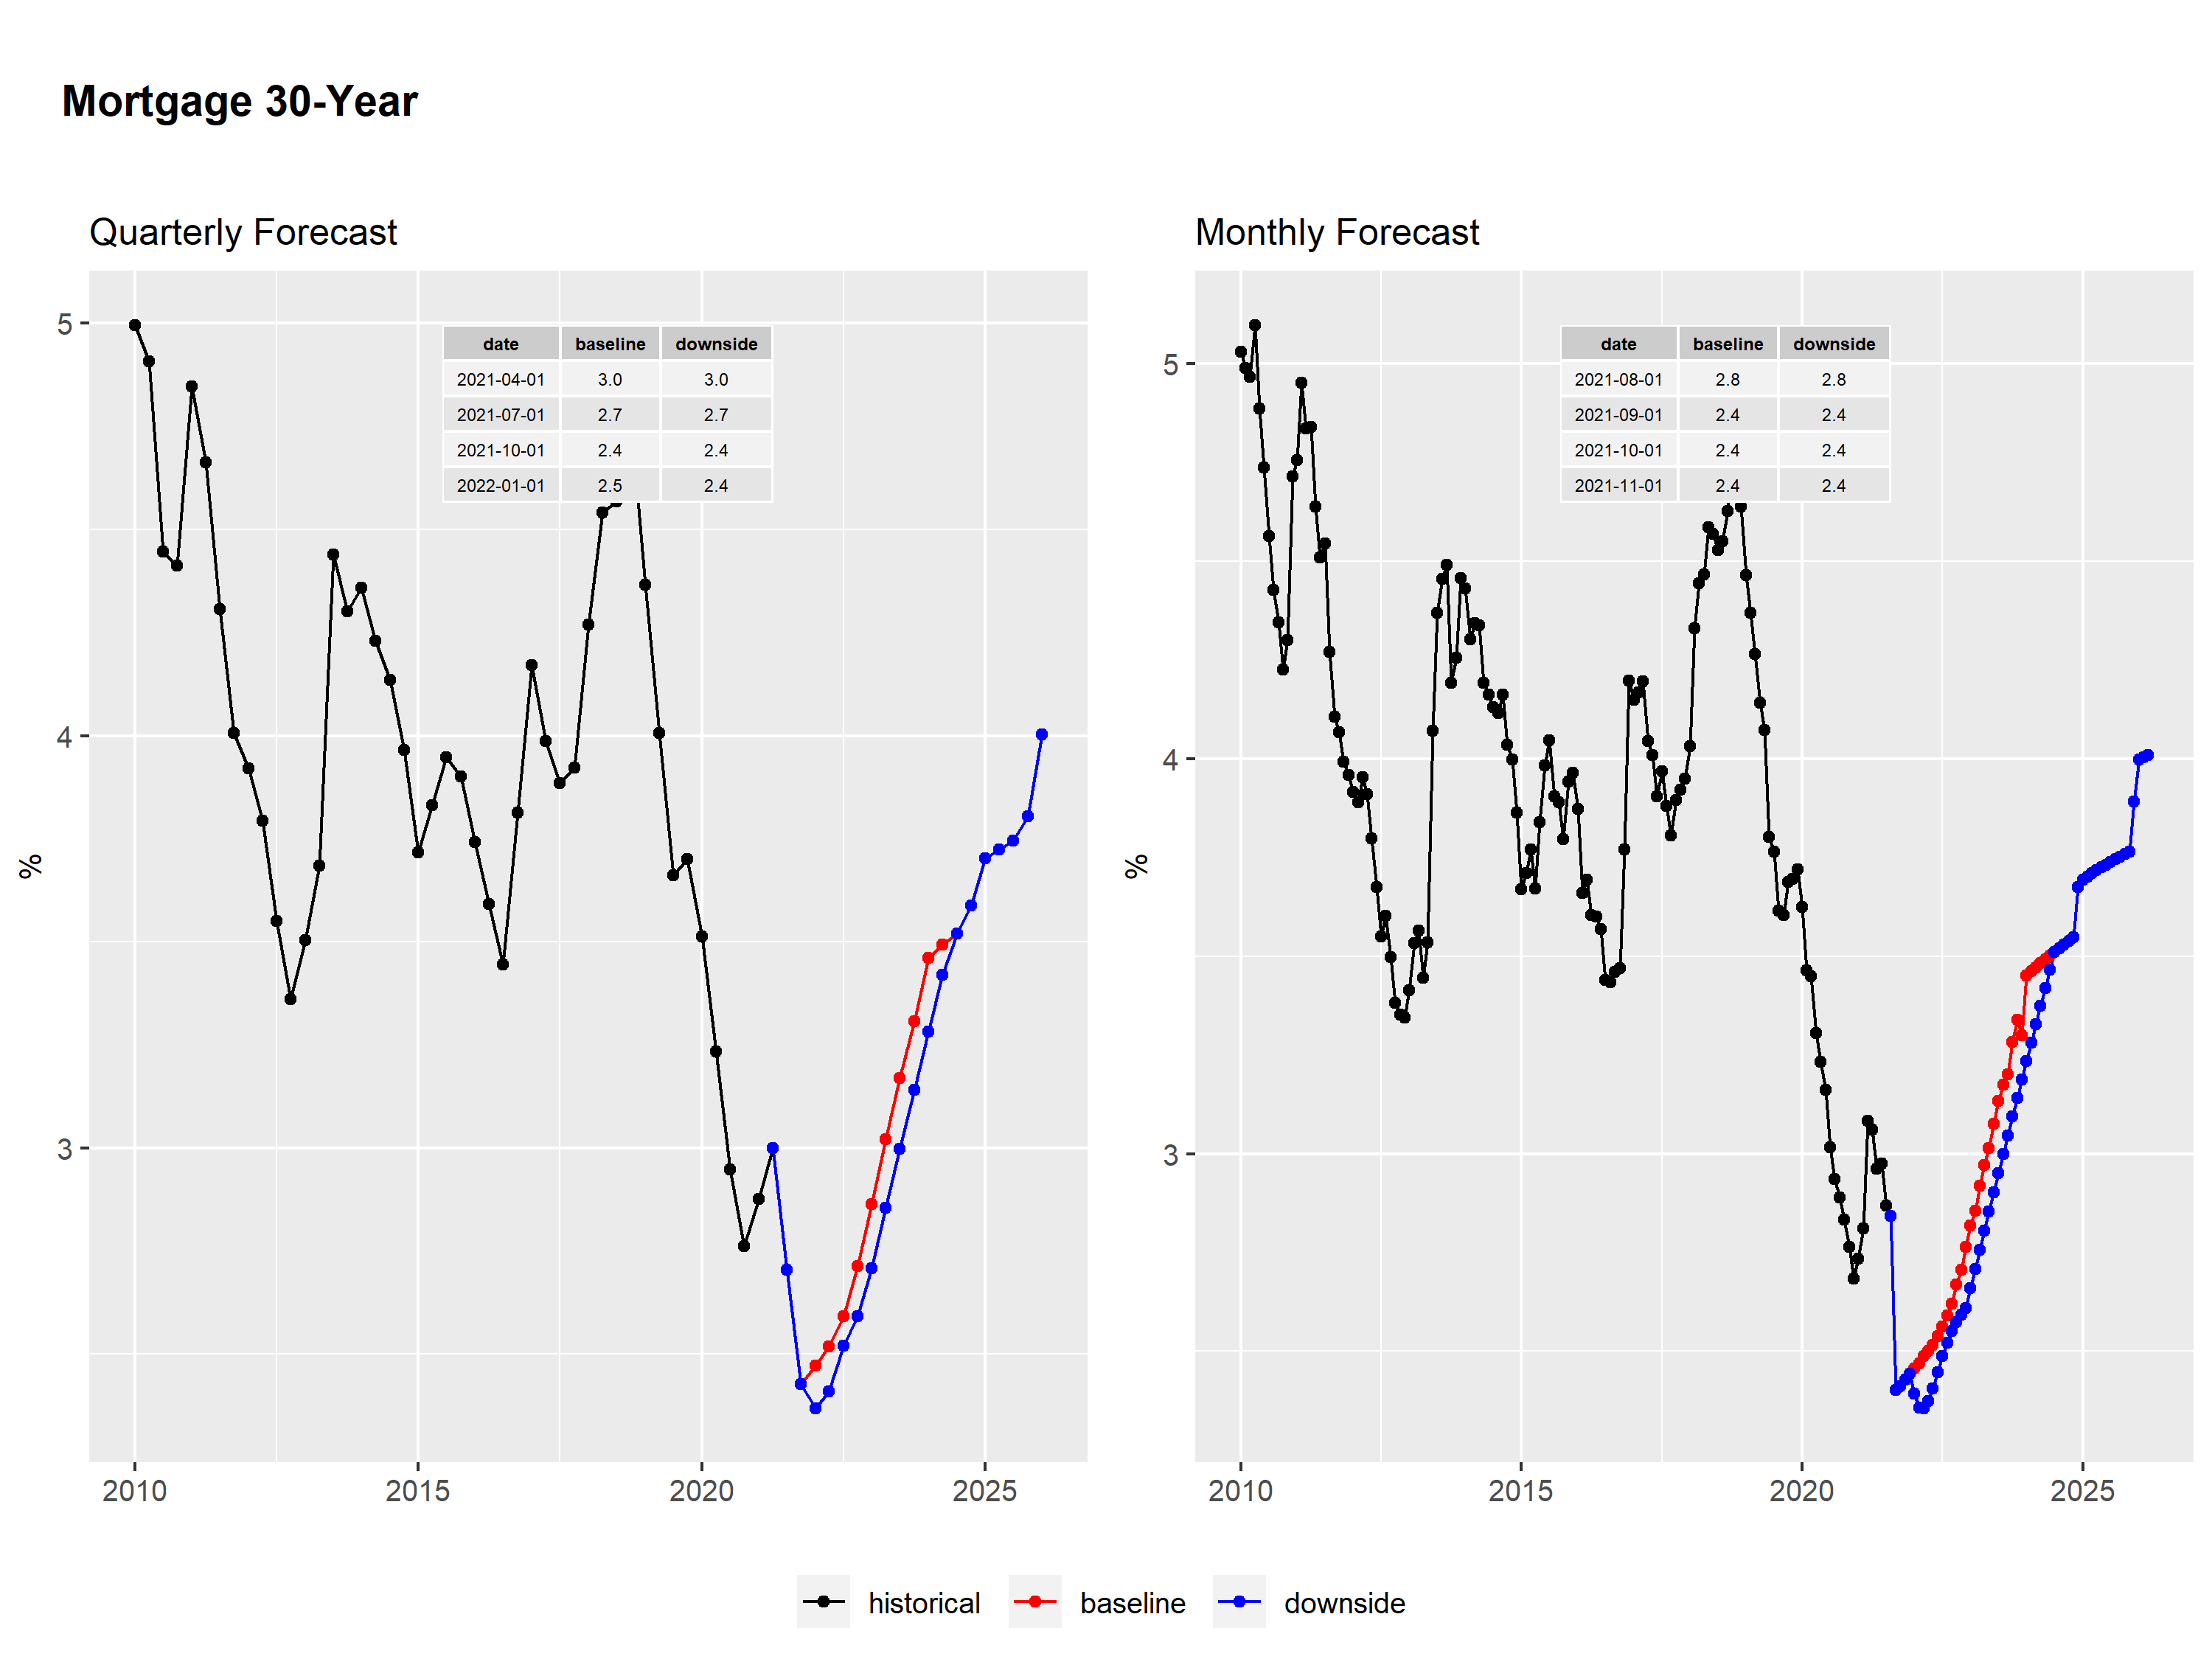 Mortgage 30-Year
Quarterly Forecast
5
4
3
%
date baseline downside
2021-04-01 3.0 3.0
2021-07-01 2.7 2.7
2021-10-01 2.4 2.4
2022-01-01 2.5 2.4
2010 2015 2020 2025
Monthly Forecast
5
4
3
%
date baseline downside
2021-08-01 2.8 2.8
2021-09-01 2.4 2.4
2021-10-01 2.4 2.4
2021-11-01 2.4 2.4
2010 2015 2020 2025
historical baseline downside